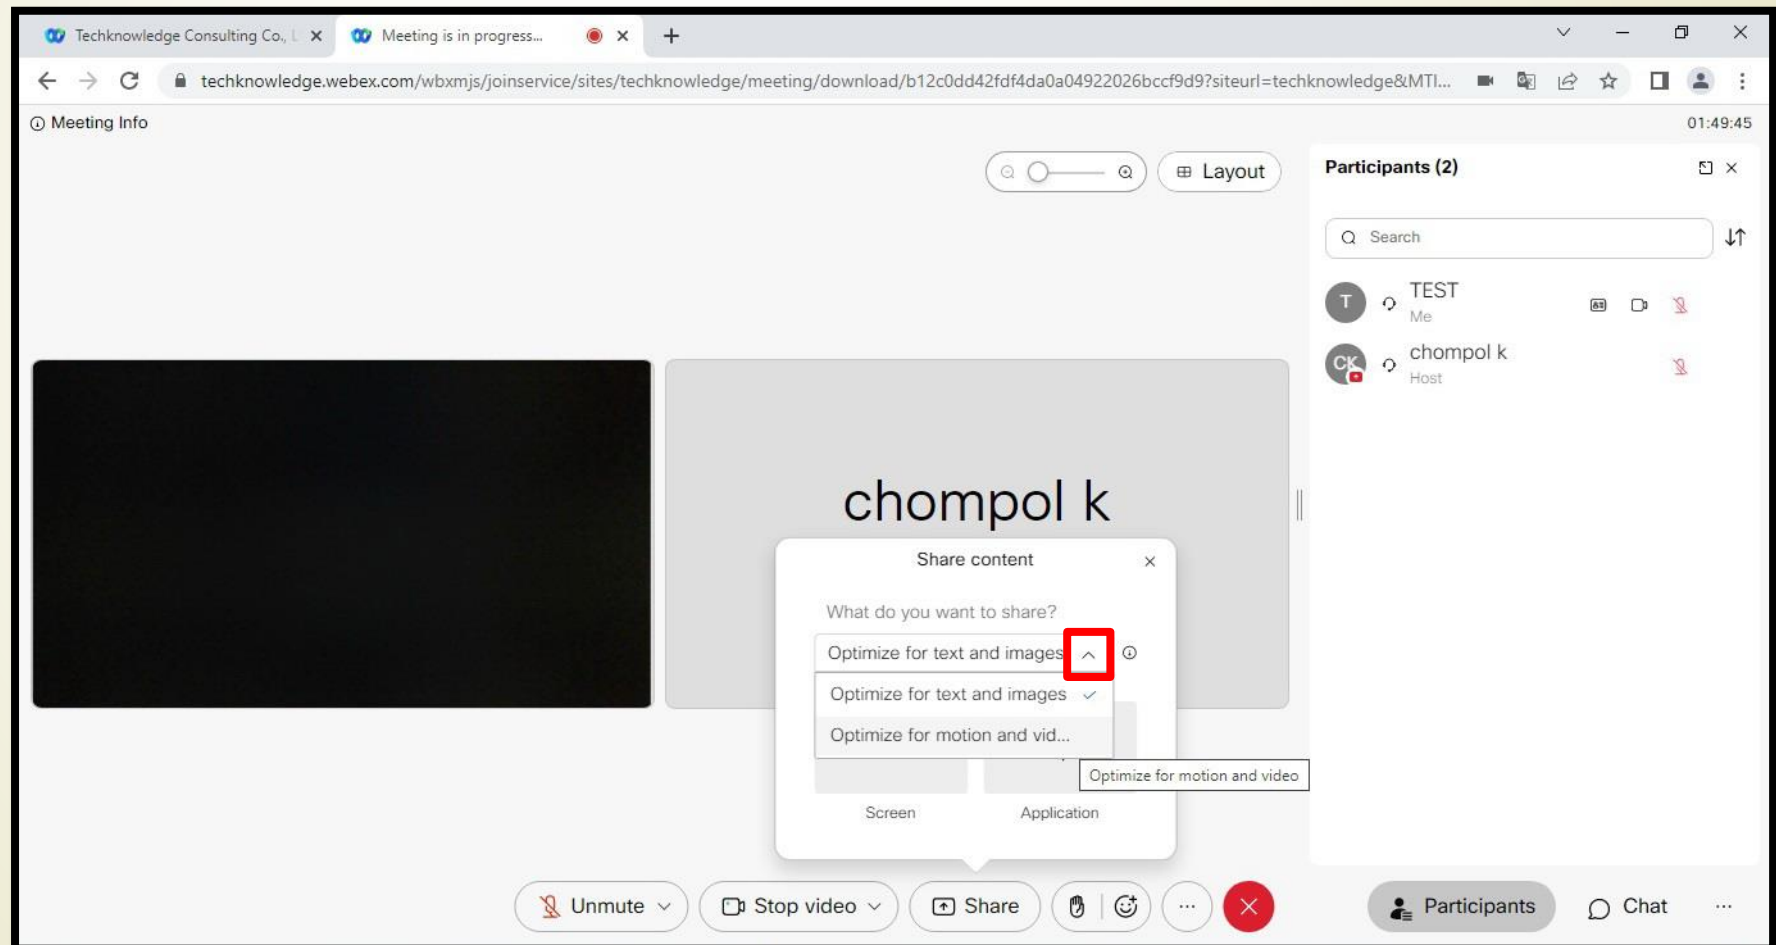 Techknowledge Consulting Co., L
Meeting is in progress...
techknowledge.webex.com/wbxmjs/joinservice/sites/techknowledge/meeting/download/b12c0dd42fdf4da0a04922026bccf9d9?siteurl=techknowledge&MTI...
Meeting Info
01:49:45
Layout
Participants (2)
Search
T
TEST
Me
CK
chompol k
Host
chompol k
Share content
What do you want to share?
Optimize for text and images
Optimize for text and images
Optimize for motion and vid...
Optimize for motion and video
Screen
Application
Unmute
Stop video
Share
...
Participants
Chat
...